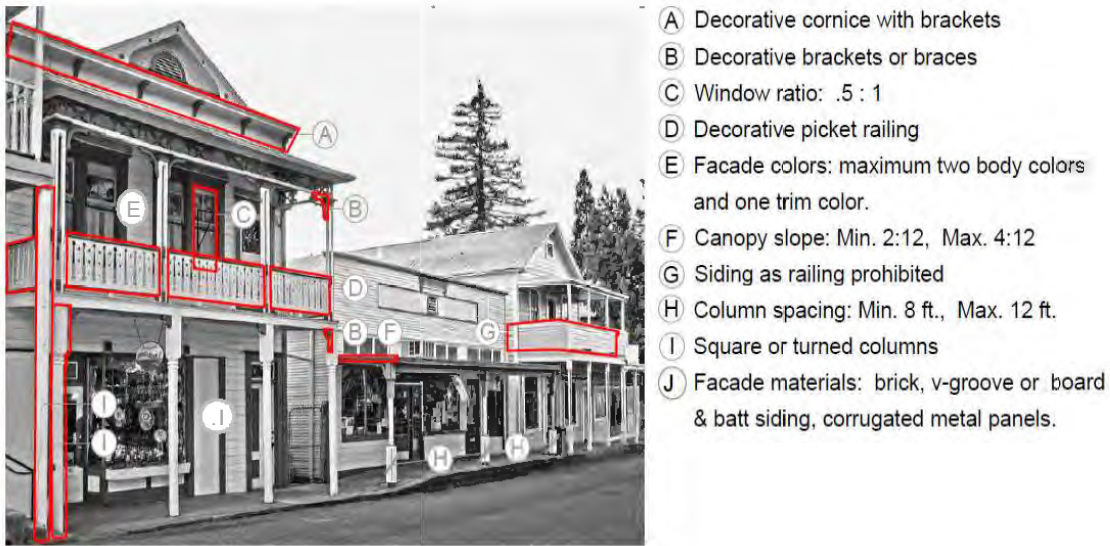 A Decorative cornice with brackets
B Decorative brackets or braces
C Window ratio: .5 : 1
D Decorative picket railing
E Facade colors: maximum two body colors
and one trim color.
F Canopy slope: Min. 2:12, Max. 4:12
G Siding as railing prohibited
H Column spacing: Min. 8 ft., Max. 12 ft.
I Square or turned columns
J Facade materials: brick, v-groove or board
& batt siding, corrugated metal panels.
A
E
C
B
D
B
F
G
I
.I
I
H
H